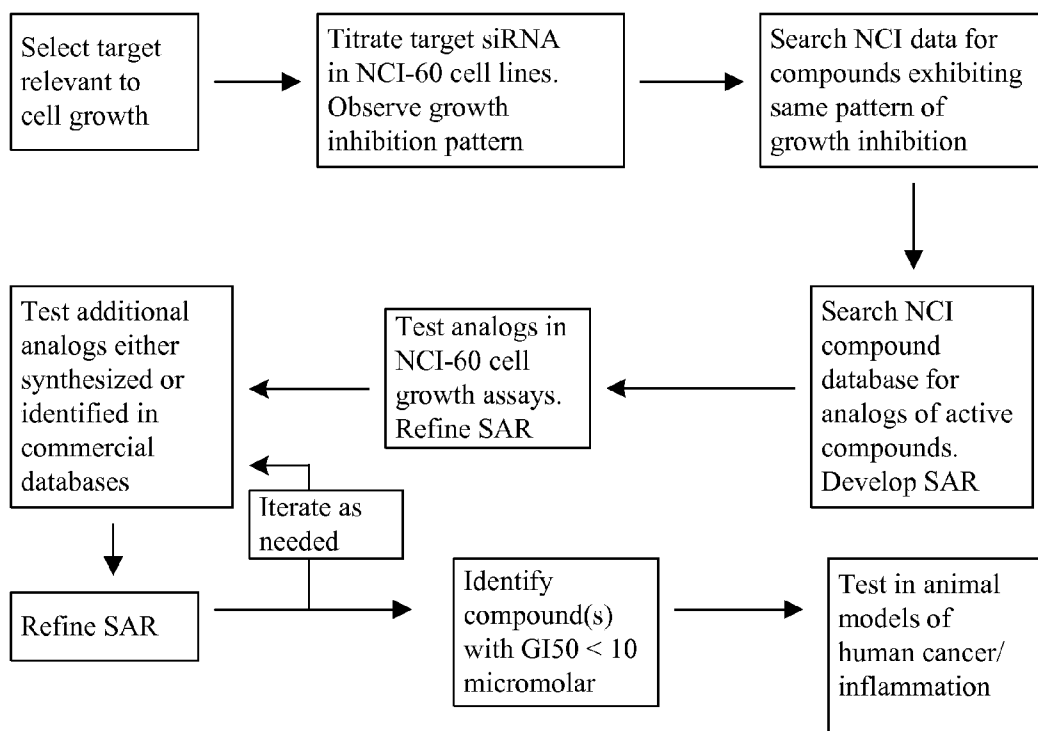 Select target
relevant to
cell growth
Titrate target siRNA
in NCI-60 cell lines.
Observe growth
inhibition pattern
Search NCI data for
compounds exhibiting
same pattern of
growth inhibition
Search NCI
compound
database for
analogs of active
compounds.
Develop SAR
Test analogs in
NCI-60 cell
growth assays.
Refine SAR
Test additional
analogs either
synthesized or
identified in
commercial
databases
Iterate as
needed
Refine SAR
Identify
compound(s)
with GI50 < 10
micromolar
Test in animal
models of
human cancer/
inflammation